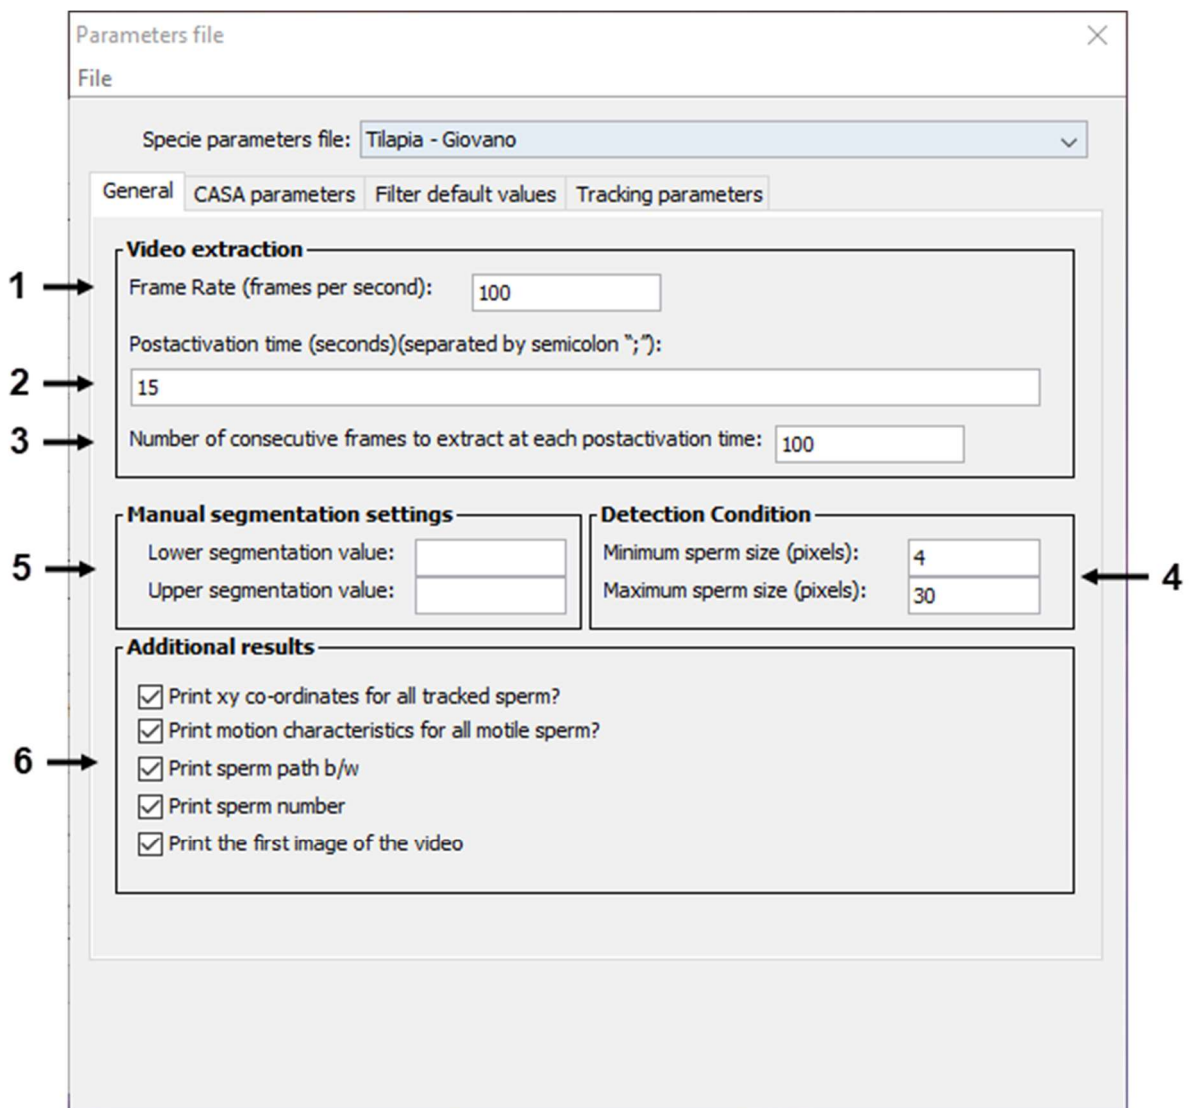 Parameters file
File
Specie parameters file: Tilapia - Giovano
General CASA parameters Filter default values Tracking parameters
Video extraction
1 Frame Rate (frames per second): 100
Postactivation time (seconds)(separated by semicolon “;”):
2 15
3 Number of consecutive frames to extract at each postactivation time: 100
Manual segmentation settings Detection Condition
Lower segmentation value: Minimum sperm size (pixels): 4
5 4
Upper segmentation value: Maximum sperm size (pixels): 30
Additional results
Print xy co-ordinates for all tracked sperm?
Print motion characteristics for all motile sperm?
6 Print sperm path b/w
Print sperm number
Print the first image of the video